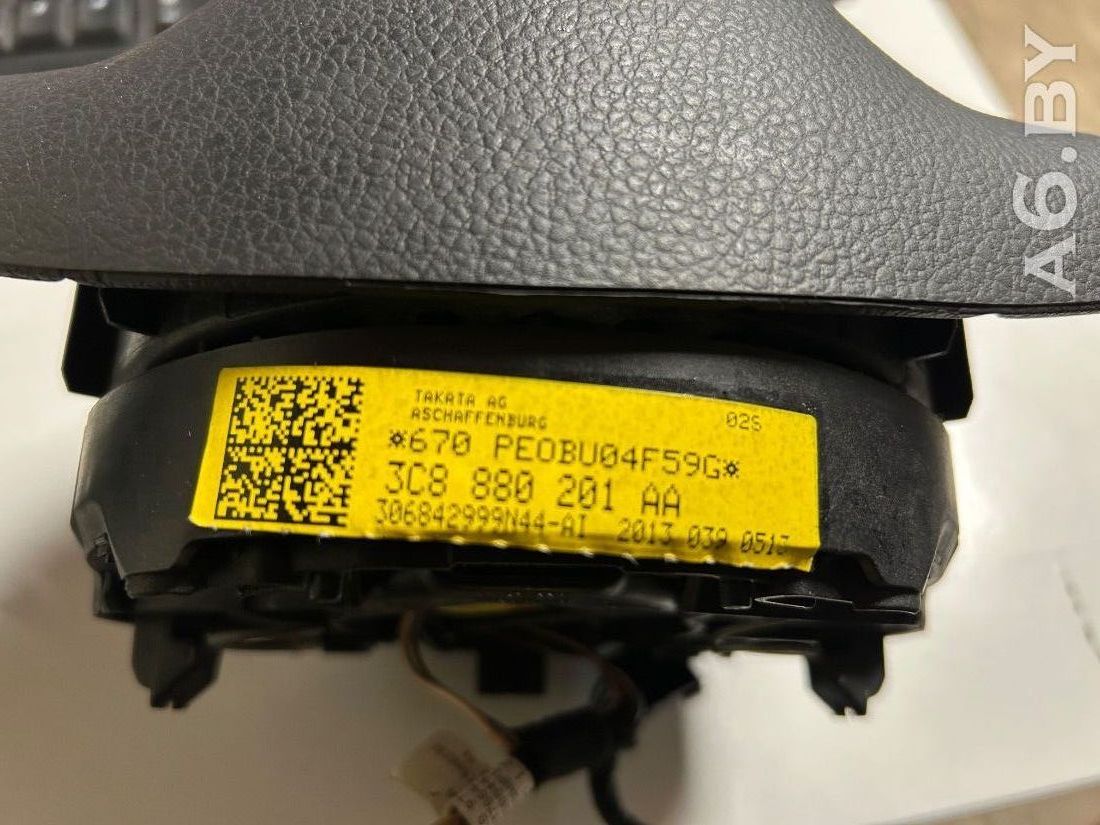 TAKATA AG
ASCHAFFENBURG
02S
*670 PE0BU04F59G*
3C8 880 201 AA
306842999N44-AI 2013 039 0513
A6.BY